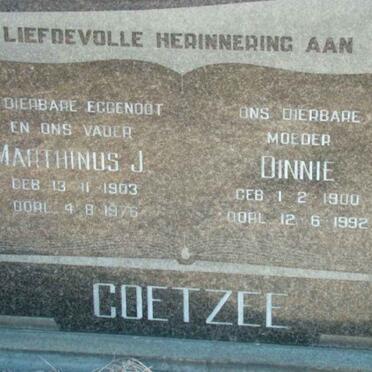 LIEFDEVOLLE HERINNERING AAN
DIERBARE EGGENOOT
EN ONS VADER
MARTHINUS J.
GEB 13 11 1903
OORL 4 8 1976
ONS DIERBARE
MOEDER
DINNIE
GEB 1 2 1900
OORL 12 6 1992
COETZEE